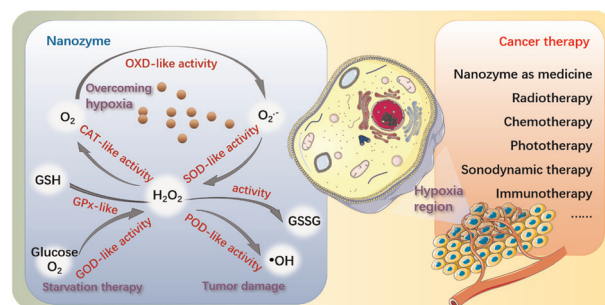 Nanozyme
OXD-like activity
Overcoming
hypoxia
O₂
O₂·⁻
CAT-like activity
SOD-like activity
H₂O₂
GSH
GPx-like
activity
GSSG
Glucose
O₂
GOD-like activity
POD-like activity
•OH
Starvation therapy
Tumor damage
Hypoxia
region
Cancer therapy
Nanozyme as medicine
Radiotherapy
Chemotherapy
Phototherapy
Sonodynamic therapy
Immunotherapy
......